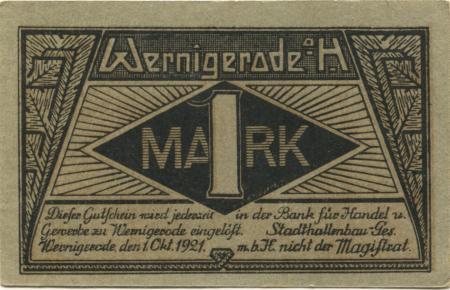 Wernigerode a. H.
1
MARK
Dieser Gutschein wird jederzeit in der Bank für Handel u.
Gewerbe zu Wernigerode eingelöst. Stadthallenbau-Ges.
Wernigerode, den 1. Okt. 1921. m.b.H. nicht der Magistrat.